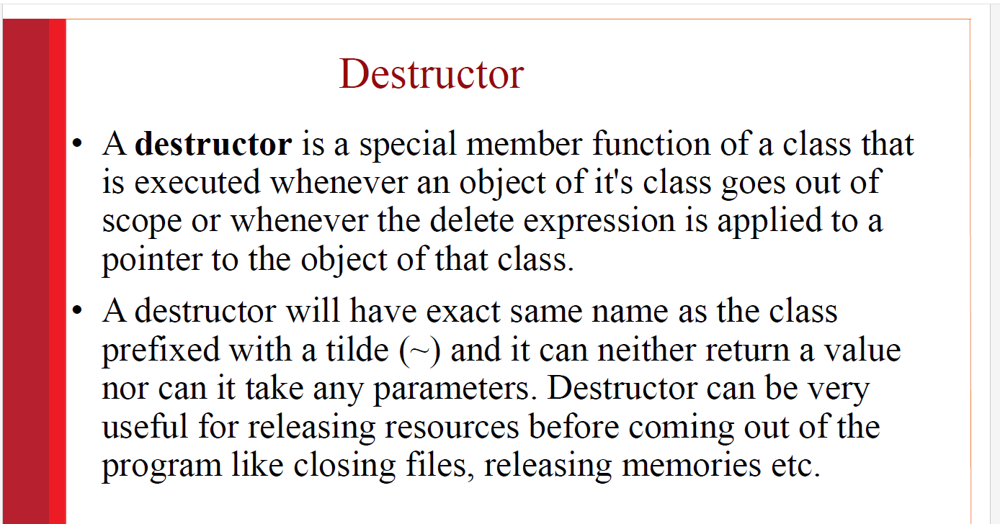 Destructor
• A destructor is a special member function of a class that
is executed whenever an object of it's class goes out of
scope or whenever the delete expression is applied to a
pointer to the object of that class.
• A destructor will have exact same name as the class
prefixed with a tilde (~) and it can neither return a value
nor can it take any parameters. Destructor can be very
useful for releasing resources before coming out of the
program like closing files, releasing memories etc.